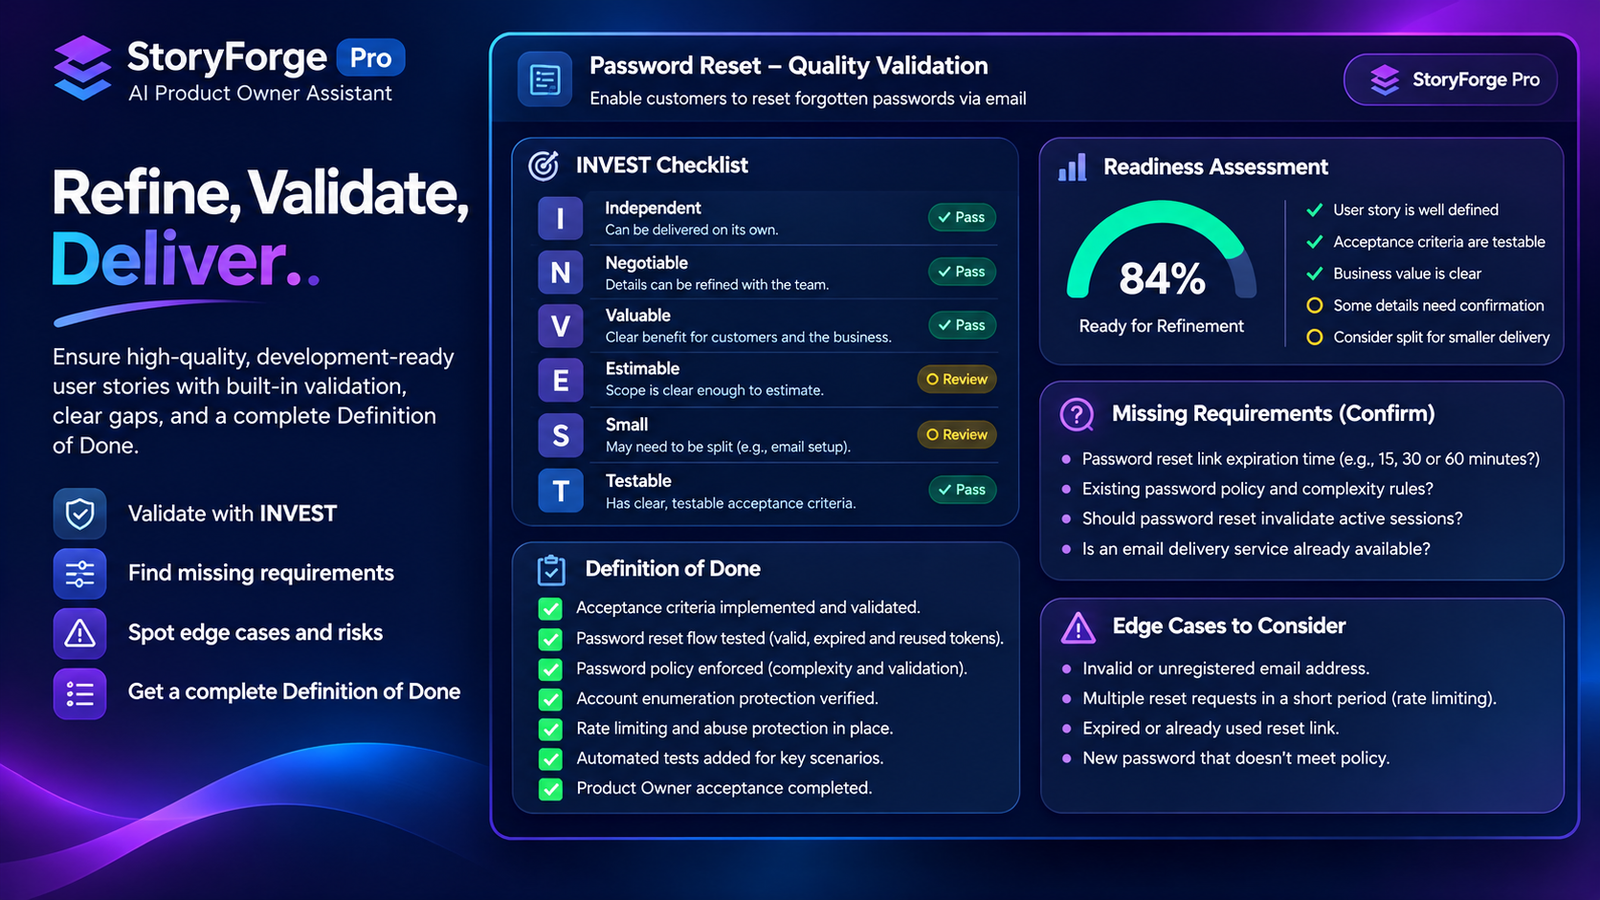 StoryForge Pro
AI Product Owner Assistant
Refine, Validate,
Deliver..
Ensure high-quality, development-ready
user stories with built-in validation,
clear gaps, and a complete Definition
of Done.
Validate with INVEST
Find missing requirements
Spot edge cases and risks
Get a complete Definition of Done
Password Reset – Quality Validation
Enable customers to reset forgotten passwords via email
StoryForge Pro
INVEST Checklist
I
Independent
Can be delivered on its own.
Pass
N
Negotiable
Details can be refined with the team.
Pass
V
Valuable
Clear benefit for customers and the business.
Pass
E
Estimable
Scope is clear enough to estimate.
Review
S
Small
May need to be split (e.g., email setup).
Review
T
Testable
Has clear, testable acceptance criteria.
Pass
Definition of Done
Acceptance criteria implemented and validated.
Password reset flow tested (valid, expired and reused tokens).
Password policy enforced (complexity and validation).
Account enumeration protection verified.
Rate limiting and abuse protection in place.
Automated tests added for key scenarios.
Product Owner acceptance completed.
Readiness Assessment
84%
Ready for Refinement
User story is well defined
Acceptance criteria are testable
Business value is clear
Some details need confirmation
Consider split for smaller delivery
Missing Requirements (Confirm)
Password reset link expiration time (e.g., 15, 30 or 60 minutes?)
Existing password policy and complexity rules?
Should password reset invalidate active sessions?
Is an email delivery service already available?
Edge Cases to Consider
Invalid or unregistered email address.
Multiple reset requests in a short period (rate limiting).
Expired or already used reset link.
New password that doesn't meet policy.